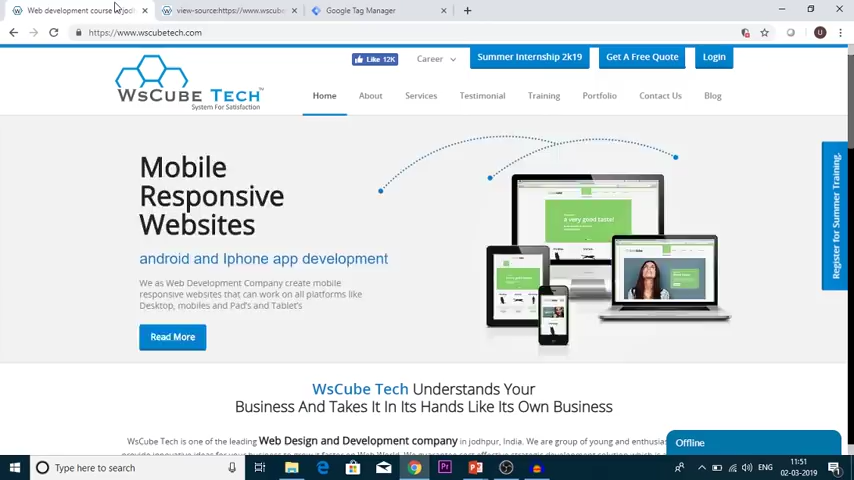 Web development course
view-source:https://www.wscube
Google Tag Manager
https://www.wscubetech.com
Like 12K
Career
Summer Internship 2k19
Get A Free Quote
Login
WSCUBE TECH
System For Satisfaction
Home
About
Services
Testimonial
Training
Portfolio
Contact Us
Blog
Mobile
Responsive
Websites
android and Iphone app development
We as Web Development Company create mobile
responsive websites that can work on all platforms like
Desktop, mobiles and Pad's and Tablet's
Read More
a very good taste!
Register for Summer Training.
WsCube Tech Understands Your
Business And Takes It In Its Hands Like Its Own Business
WsCube Tech is one of the leading Web Design and Development company in jodhpur, India. We are group of young and enthusias
Offline
Type here to search
ENG
11:51
02-03-2019